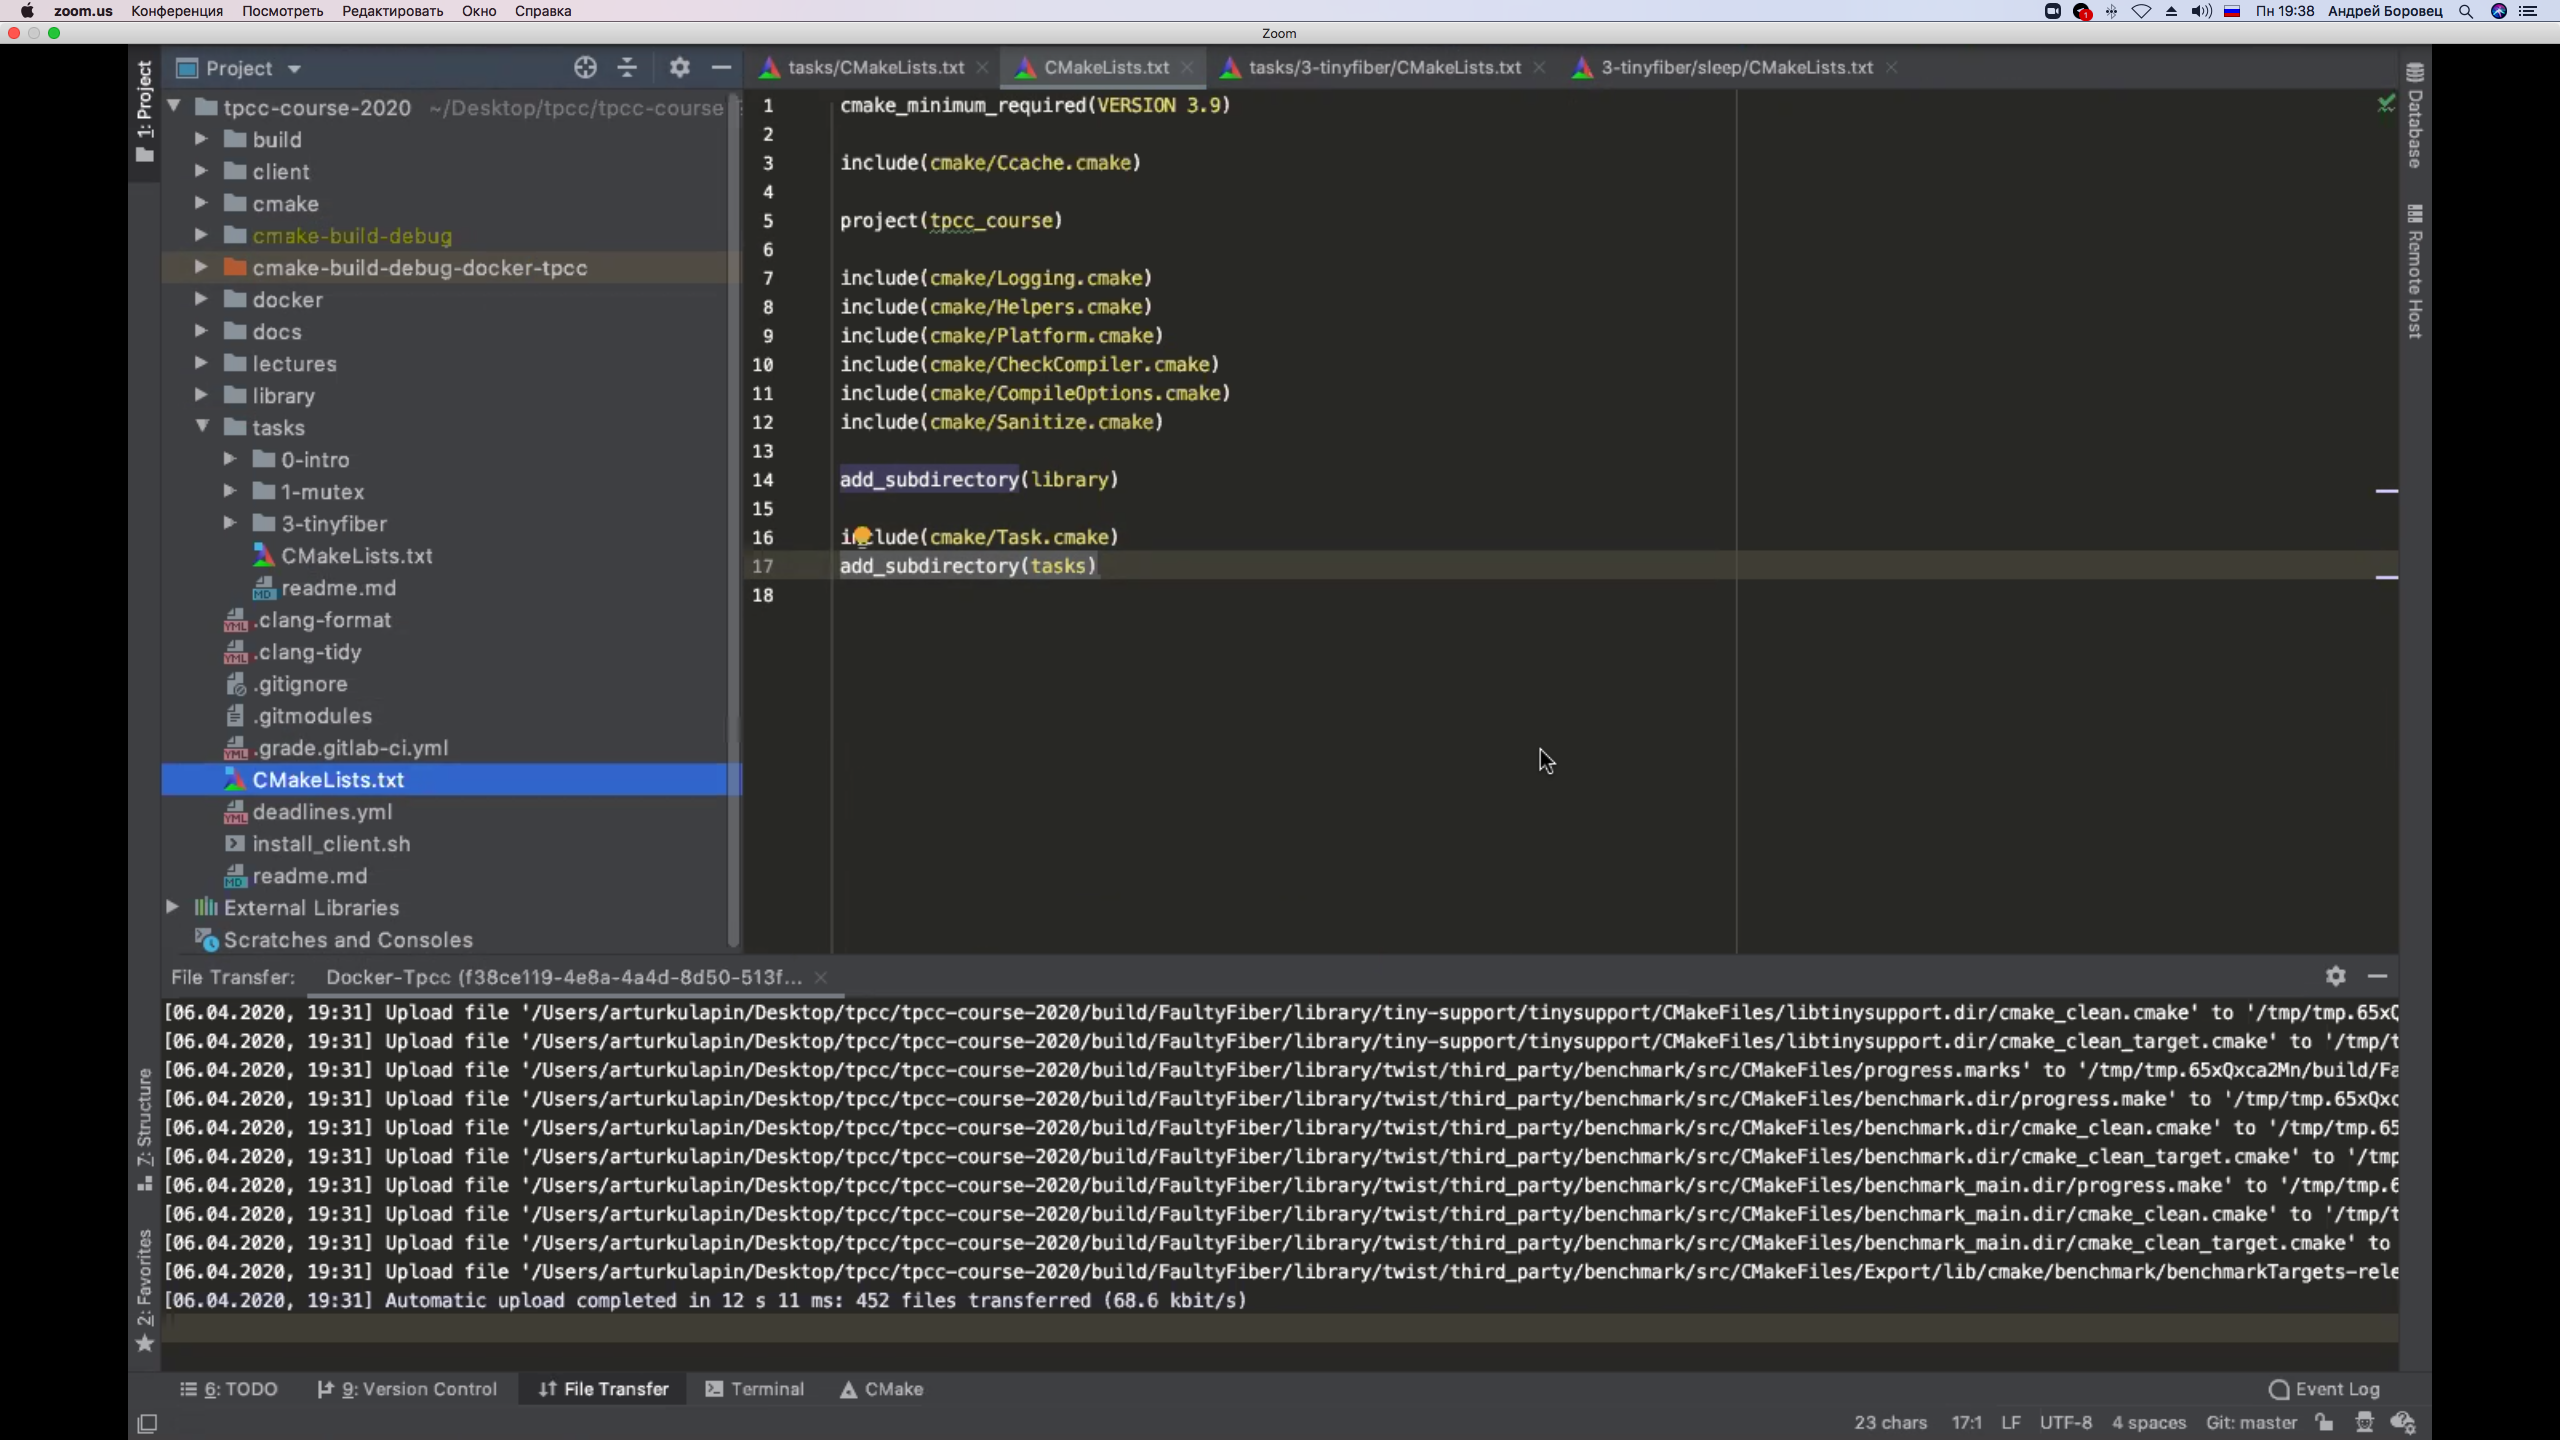 zoom.us Конференция Посмотреть Редактировать Окно Справка
1 Пн 19:38 Андрей Боровец
Zoom
1: Project
Project
tpcc-course-2020 ~/Desktop/tpcc/tpcc-course
build
client
cmake
cmake-build-debug
cmake-build-debug-docker-tpcc
docker
docs
lectures
library
tasks
0-intro
1-mutex
3-tinyfiber
CMakeLists.txt
readme.md
.clang-format
.clang-tidy
.gitignore
.gitmodules
.grade.gitlab-ci.yml
CMakeLists.txt
deadlines.yml
install_client.sh
readme.md
External Libraries
Scratches and Consoles
tasks/CMakeLists.txt CMakeLists.txt tasks/3-tinyfiber/CMakeLists.txt 3-tinyfiber/sleep/CMakeLists.txt
1 cmake_minimum_required(VERSION 3.9)
2
3 include(cmake/Ccache.cmake)
4
5 project(tpcc_course)
6
7 include(cmake/Logging.cmake)
8 include(cmake/Helpers.cmake)
9 include(cmake/Platform.cmake)
10 include(cmake/CheckCompiler.cmake)
11 include(cmake/CompileOptions.cmake)
12 include(cmake/Sanitize.cmake)
13
14 add_subdirectory(library)
15
16 include(cmake/Task.cmake)
17 add_subdirectory(tasks)
18
Database
Remote Host
7: Structure
2: Favorites
File Transfer: Docker-Tpcc (f38ce119-4e8a-4a4d-8d50-513f...
[06.04.2020, 19:31] Upload file '/Users/arturkulapin/Desktop/tpcc/tpcc-course-2020/build/FaultyFiber/library/tiny-support/tinysupport/CMakeFiles/libtinysupport.dir/cmake_clean.cmake' to '/tmp/tmp.65xQ
[06.04.2020, 19:31] Upload file '/Users/arturkulapin/Desktop/tpcc/tpcc-course-2020/build/FaultyFiber/library/tiny-support/tinysupport/CMakeFiles/libtinysupport.dir/cmake_clean_target.cmake' to '/tmp/t
[06.04.2020, 19:31] Upload file '/Users/arturkulapin/Desktop/tpcc/tpcc-course-2020/build/FaultyFiber/library/twist/third_party/benchmark/src/CMakeFiles/progress.marks' to '/tmp/tmp.65xQxca2Mn/build/Fa
[06.04.2020, 19:31] Upload file '/Users/arturkulapin/Desktop/tpcc/tpcc-course-2020/build/FaultyFiber/library/twist/third_party/benchmark/src/CMakeFiles/benchmark.dir/progress.make' to '/tmp/tmp.65xQxc
[06.04.2020, 19:31] Upload file '/Users/arturkulapin/Desktop/tpcc/tpcc-course-2020/build/FaultyFiber/library/twist/third_party/benchmark/src/CMakeFiles/benchmark.dir/cmake_clean.cmake' to '/tmp/tmp.65
[06.04.2020, 19:31] Upload file '/Users/arturkulapin/Desktop/tpcc/tpcc-course-2020/build/FaultyFiber/library/twist/third_party/benchmark/src/CMakeFiles/benchmark.dir/cmake_clean_target.cmake' to '/tmp
[06.04.2020, 19:31] Upload file '/Users/arturkulapin/Desktop/tpcc/tpcc-course-2020/build/FaultyFiber/library/twist/third_party/benchmark/src/CMakeFiles/benchmark_main.dir/progress.make' to '/tmp/tmp.6
[06.04.2020, 19:31] Upload file '/Users/arturkulapin/Desktop/tpcc/tpcc-course-2020/build/FaultyFiber/library/twist/third_party/benchmark/src/CMakeFiles/benchmark_main.dir/cmake_clean.cmake' to '/tmp/t
[06.04.2020, 19:31] Upload file '/Users/arturkulapin/Desktop/tpcc/tpcc-course-2020/build/FaultyFiber/library/twist/third_party/benchmark/src/CMakeFiles/benchmark_main.dir/cmake_clean_target.cmake' to
[06.04.2020, 19:31] Upload file '/Users/arturkulapin/Desktop/tpcc/tpcc-course-2020/build/FaultyFiber/library/twist/third_party/benchmark/src/CMakeFiles/Export/lib/cmake/benchmark/benchmarkTargets-rele
[06.04.2020, 19:31] Automatic upload completed in 12 s 11 ms: 452 files transferred (68.6 kbit/s)
6: TODO 9: Version Control File Transfer Terminal CMake Event Log
23 chars 17:1 LF UTF-8 4 spaces Git: master